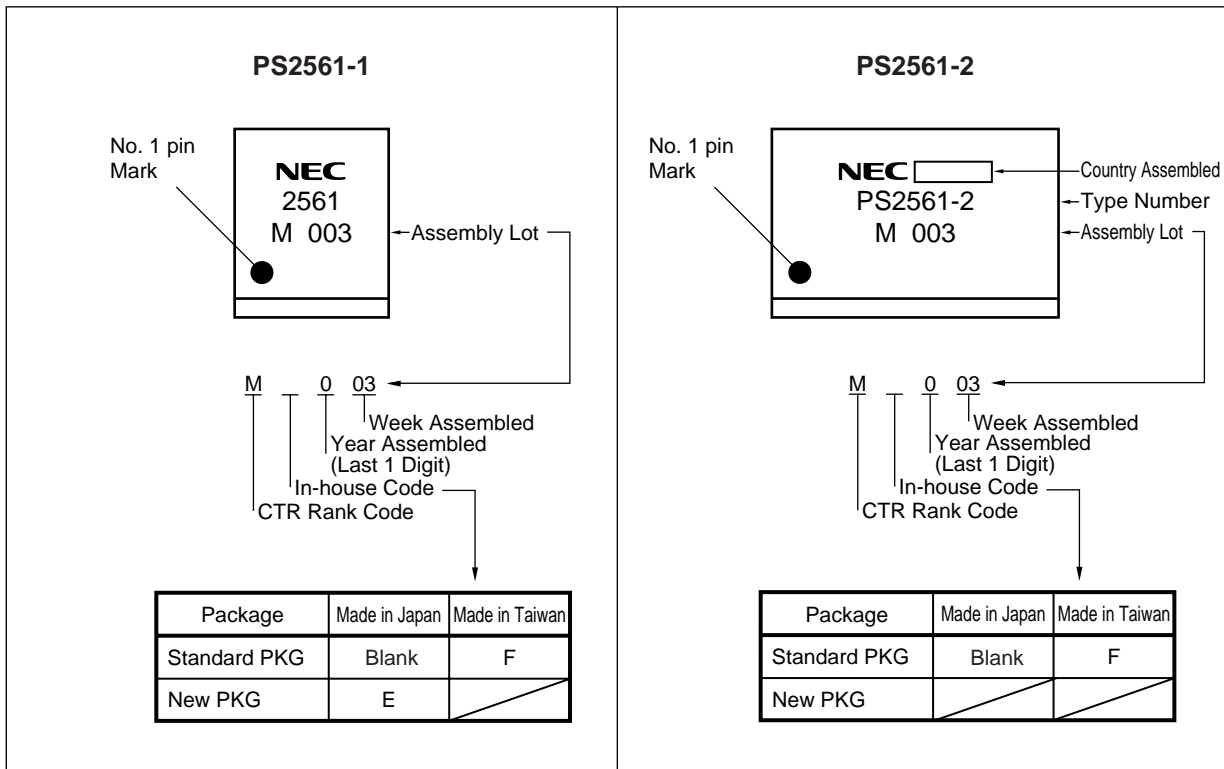 PS2561-1
No. 1 pin
Mark
NEC
2561
M 003
Assembly Lot
M 0 03
Week Assembled
Year Assembled
(Last 1 Digit)
In-house Code
CTR Rank Code
Package Made in Japan Made in Taiwan
Standard PKG Blank F
New PKG E
PS2561-2
No. 1 pin
Mark
NEC
Country Assembled
PS2561-2
Type Number
M 003
Assembly Lot
M 0 03
Week Assembled
Year Assembled
(Last 1 Digit)
In-house Code
CTR Rank Code
Package Made in Japan Made in Taiwan
Standard PKG Blank F
New PKG